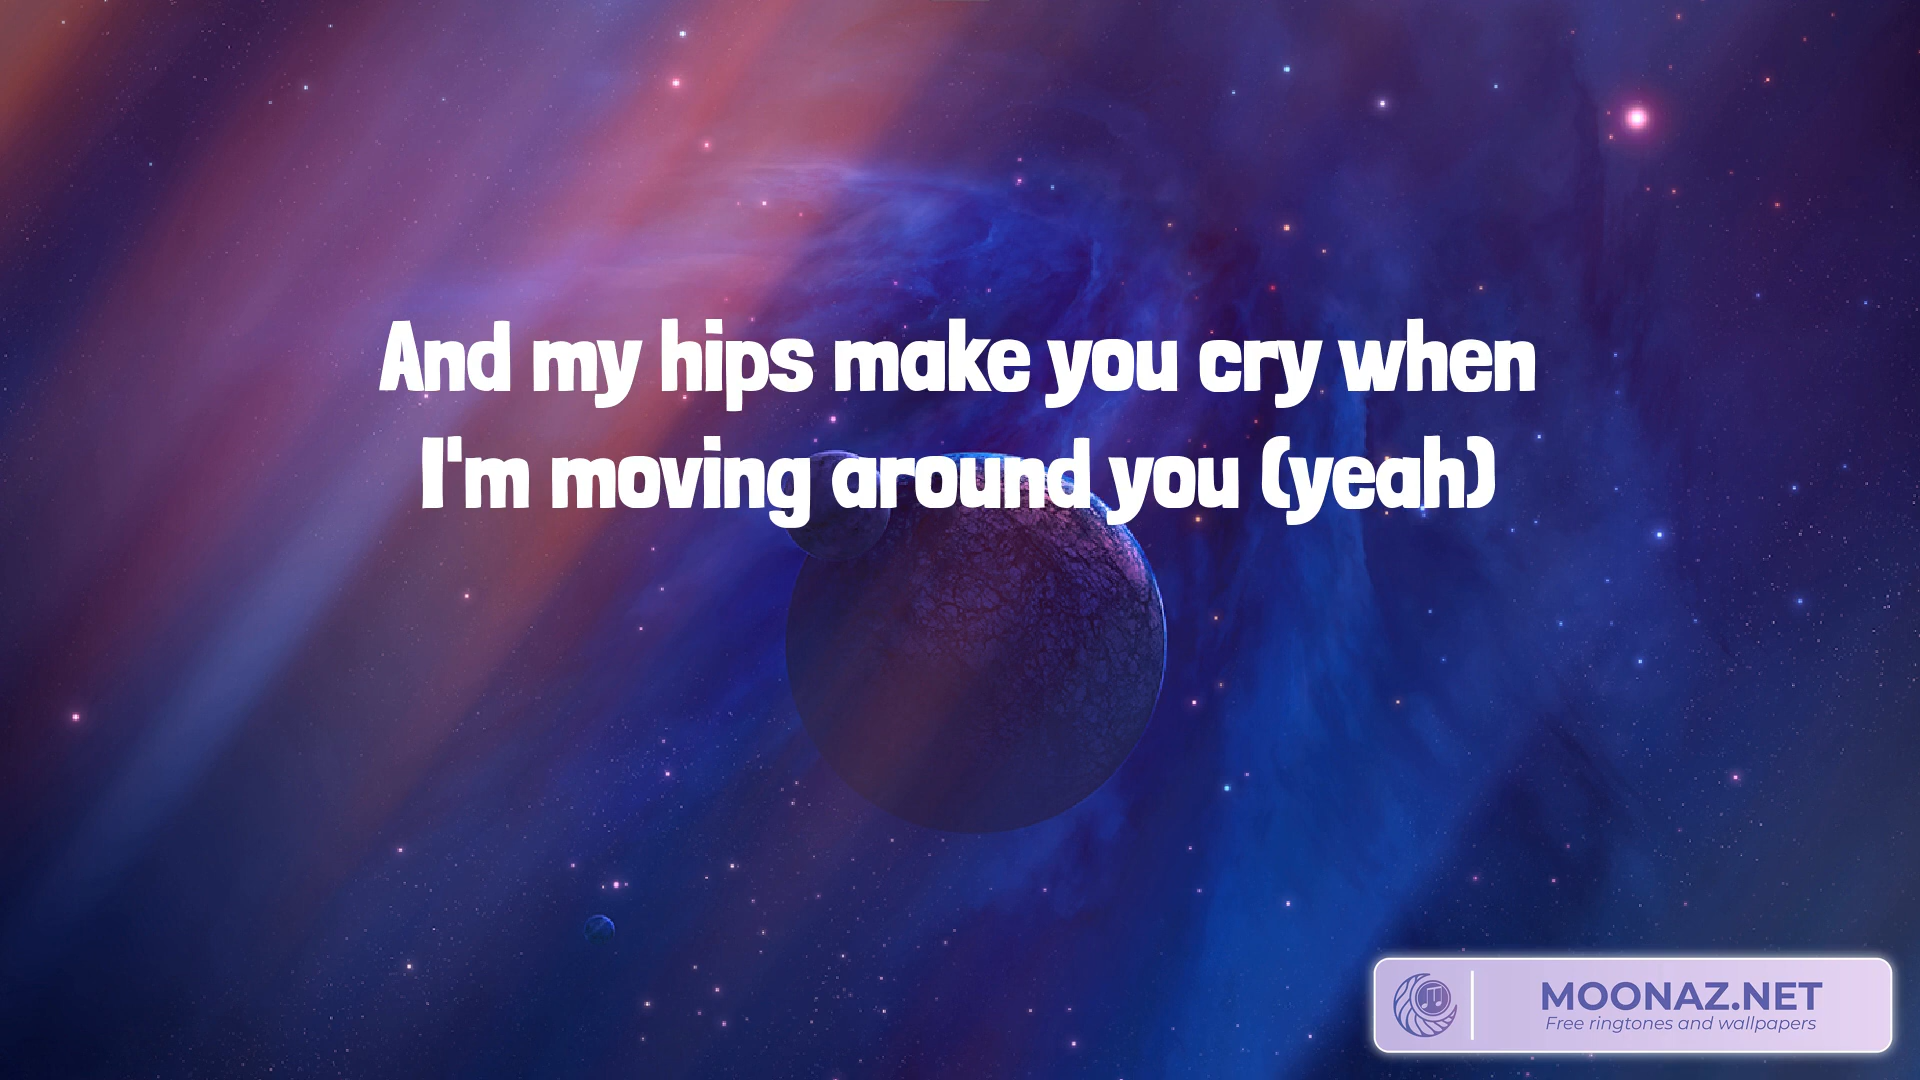 And my hips make you cry when
I'm moving around you (yeah)
MOONAZ.NET
Free ringtones and wallpapers